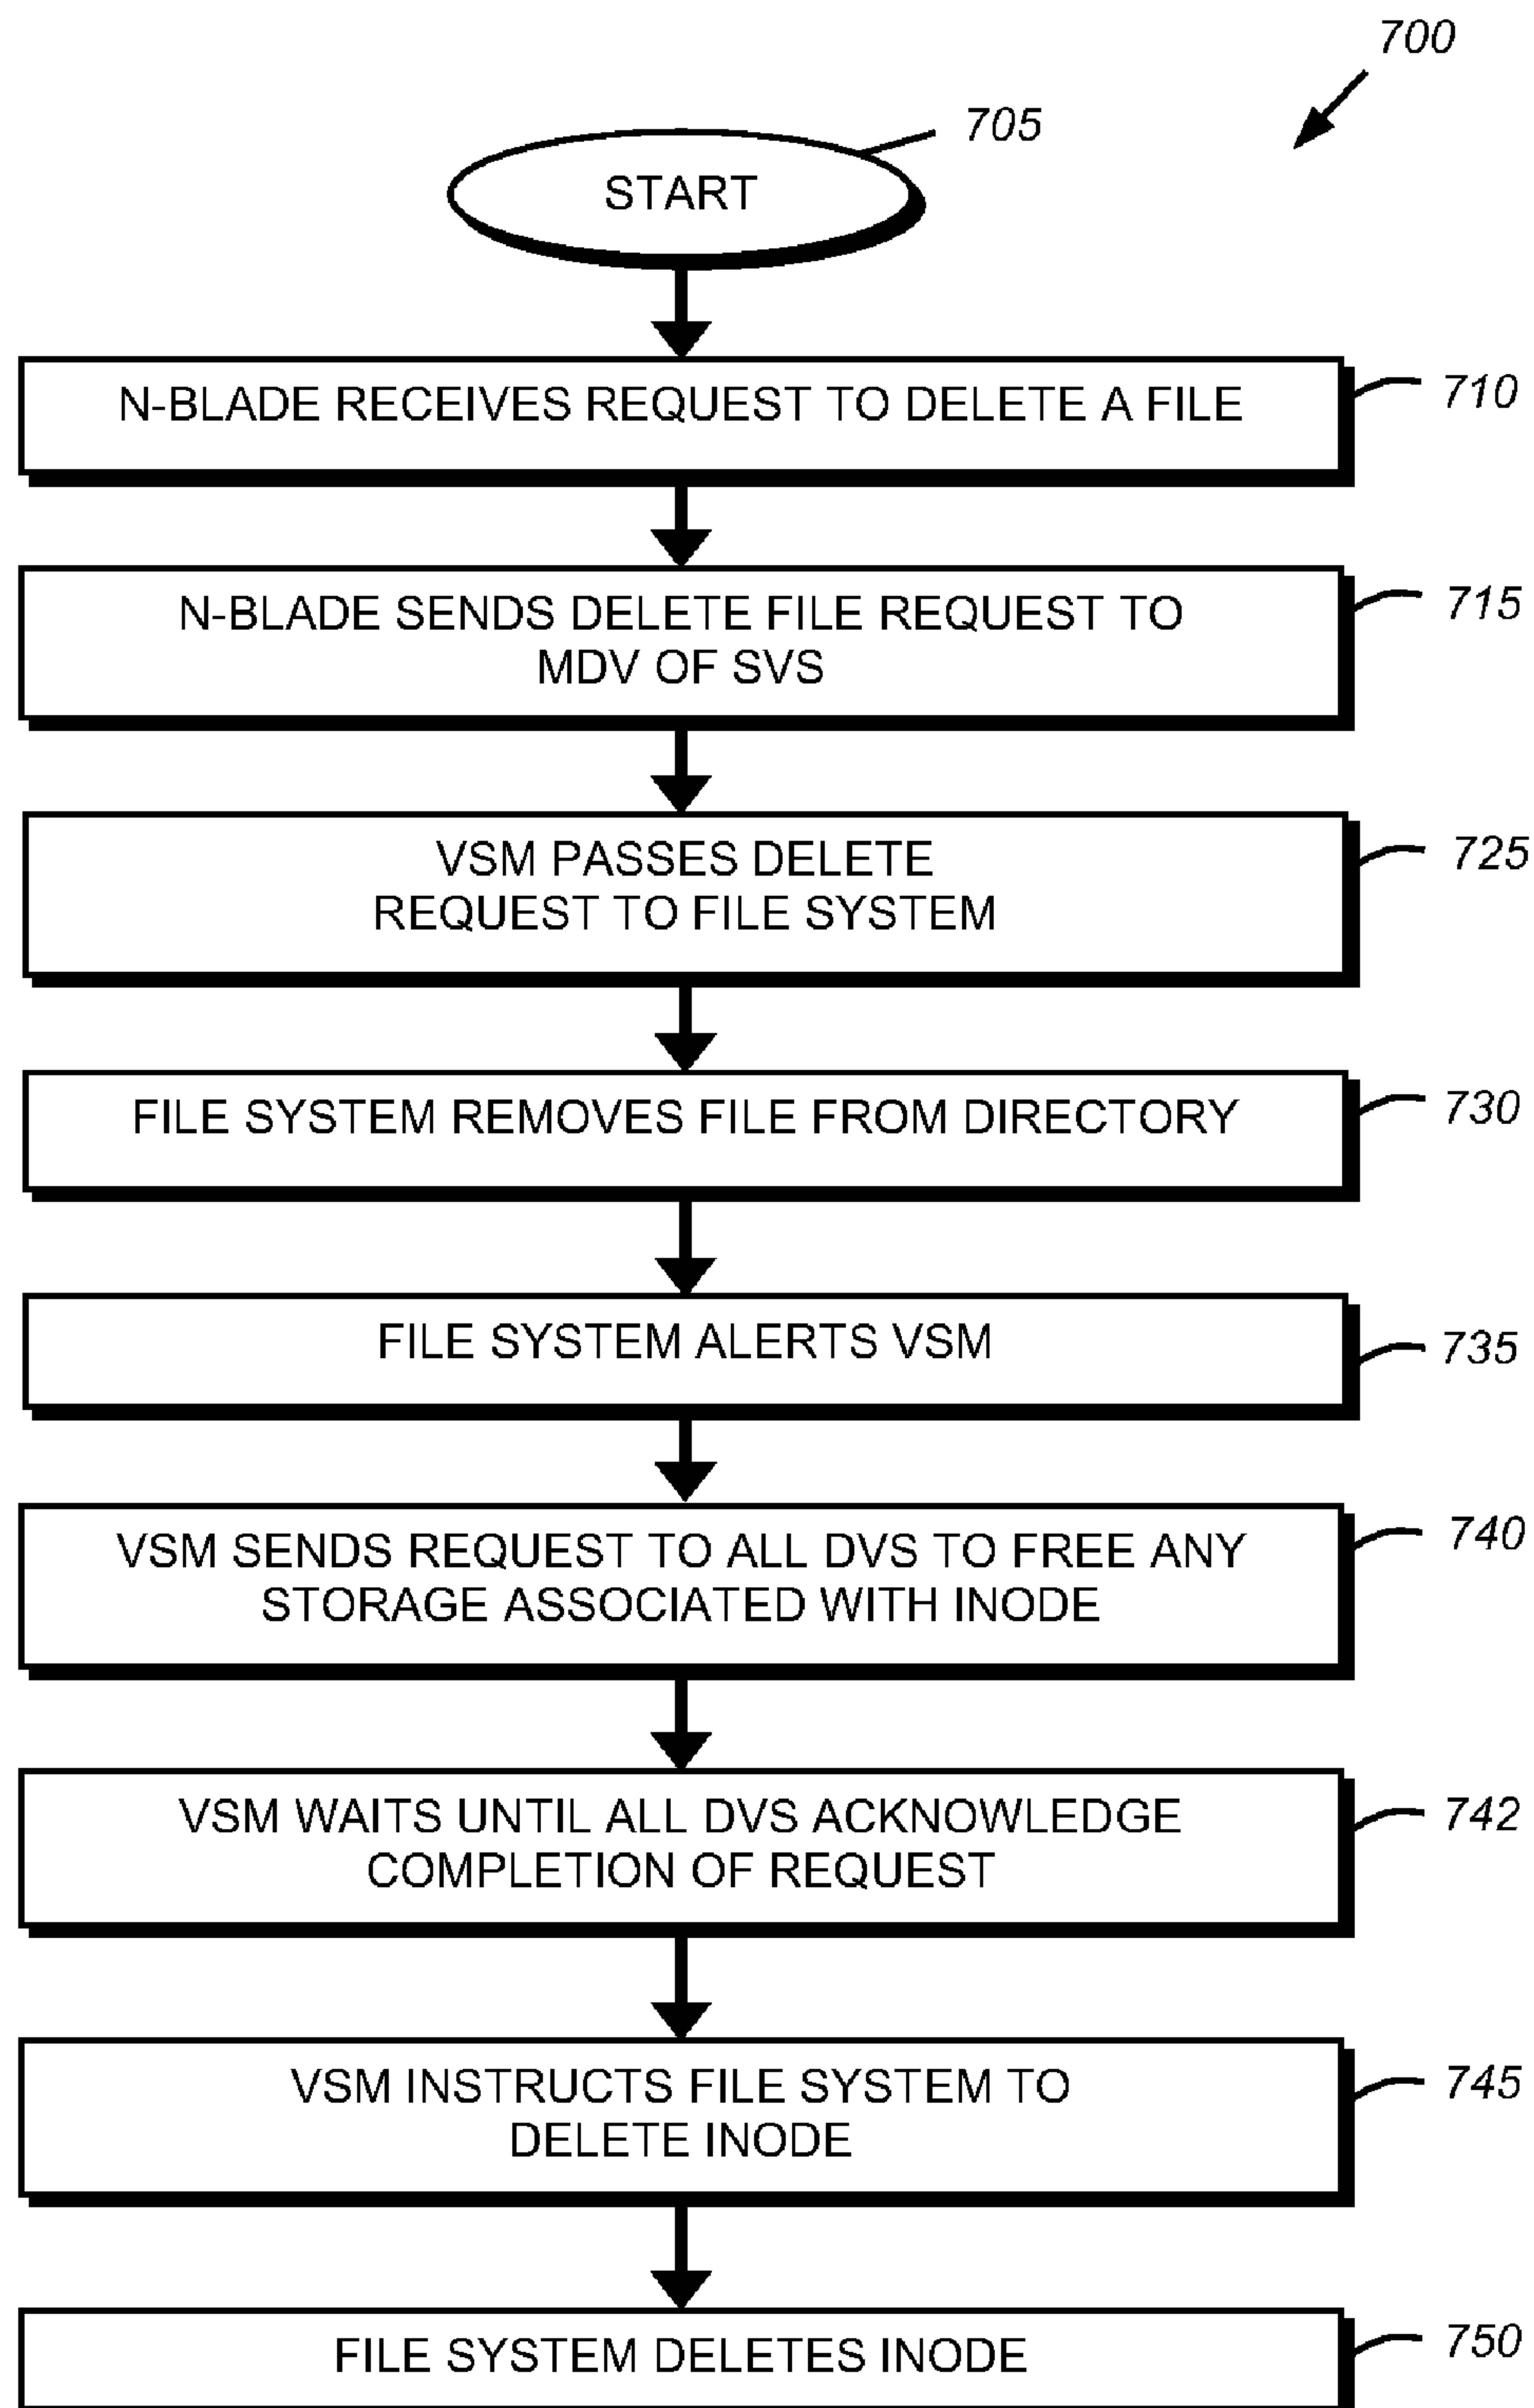 700
705
START
N-BLADE RECEIVES REQUEST TO DELETE A FILE
710
N-BLADE SENDS DELETE FILE REQUEST TO
MDV OF SVS
715
VSM PASSES DELETE
REQUEST TO FILE SYSTEM
725
FILE SYSTEM REMOVES FILE FROM DIRECTORY
730
FILE SYSTEM ALERTS VSM
735
VSM SENDS REQUEST TO ALL DVS TO FREE ANY
STORAGE ASSOCIATED WITH INODE
740
VSM WAITS UNTIL ALL DVS ACKNOWLEDGE
COMPLETION OF REQUEST
742
VSM INSTRUCTS FILE SYSTEM TO
DELETE INODE
745
FILE SYSTEM DELETES INODE
750